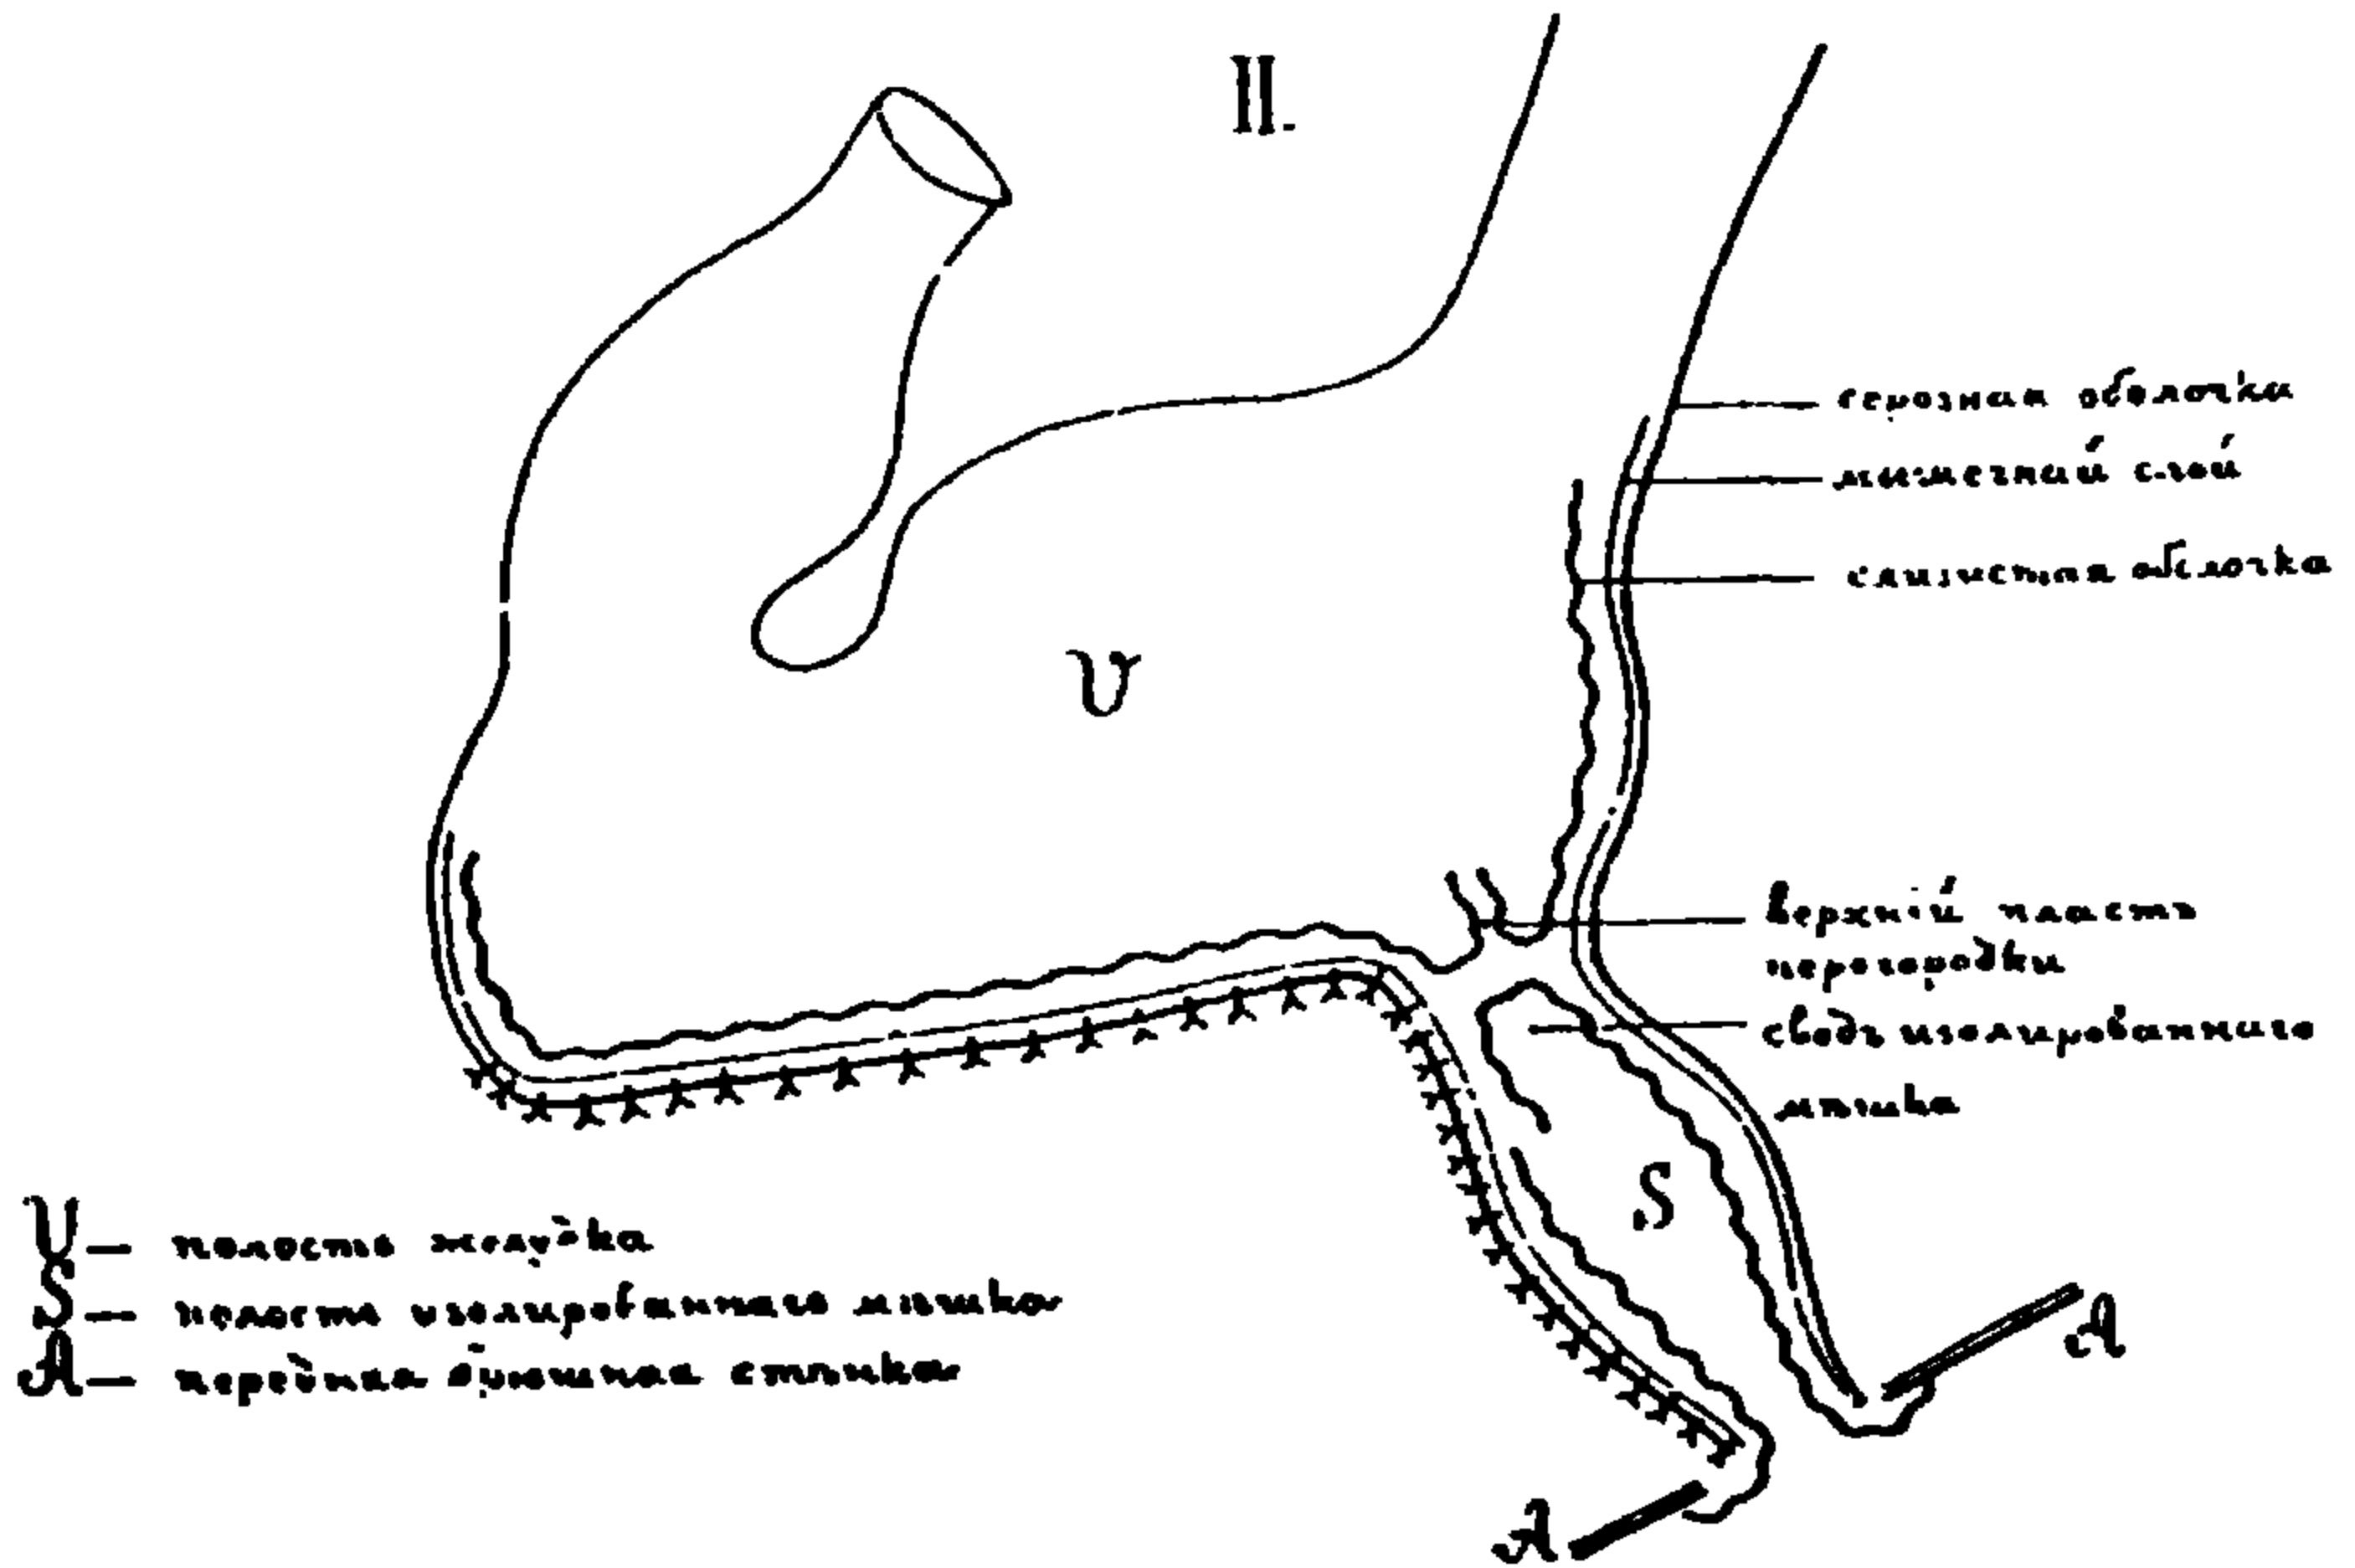 II.
серозная оболочка
мышечный слой
слизистая оболочка
V
верхній пластъ
перегородки
сводъ изолированнаго
мѣшка
S
V — полость желудка
S — полость изолированнаго мѣшка
A — передняя брюшная стѣнка
A
A